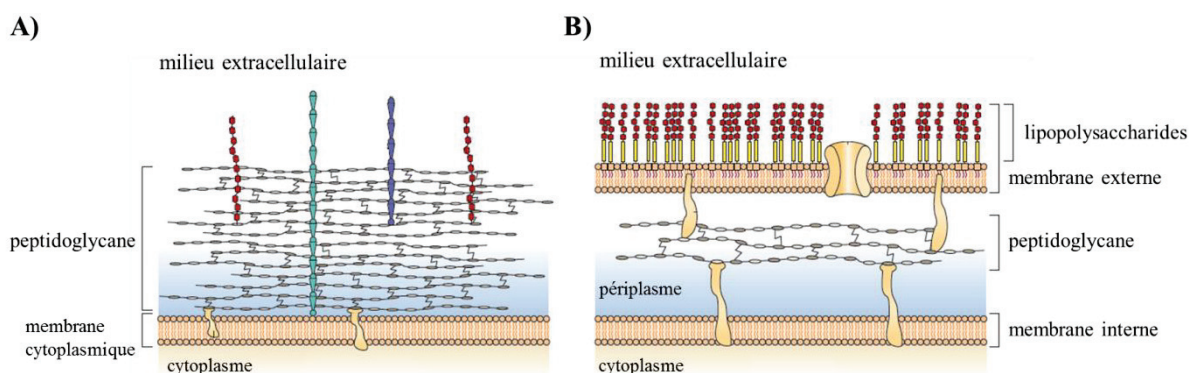 A)
milieu extracellulaire
peptidoglycane
membrane
cytoplasmique
cytoplasme
B)
milieu extracellulaire
lipopolysaccharides
membrane externe
peptidoglycane
périplasme
membrane interne
cytoplasme